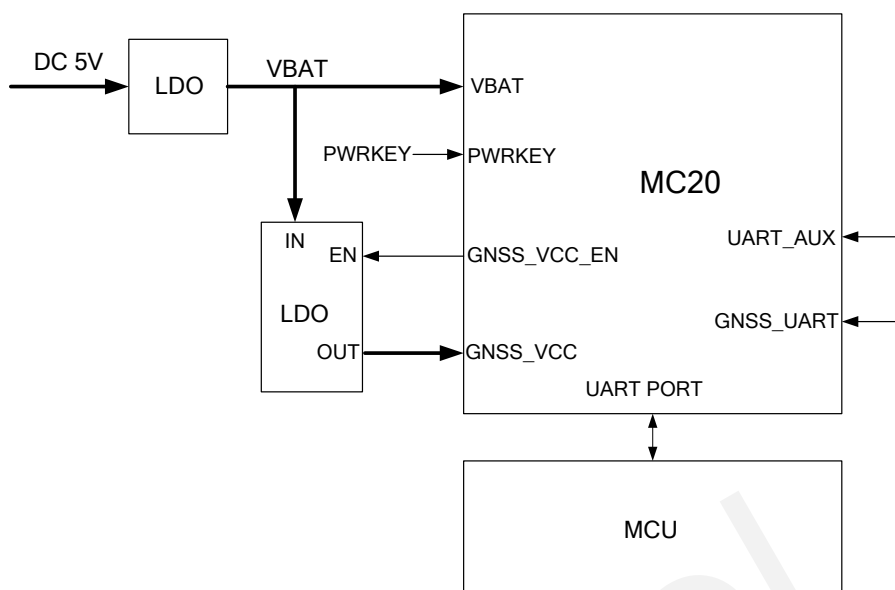 DC 5V
LDO
VBAT
VBAT
PWRKEY
PWRKEY
MC20
IN
EN
GNSS_VCC_EN
UART_AUX
LDO
GNSS_UART
OUT
GNSS_VCC
UART PORT
MCU